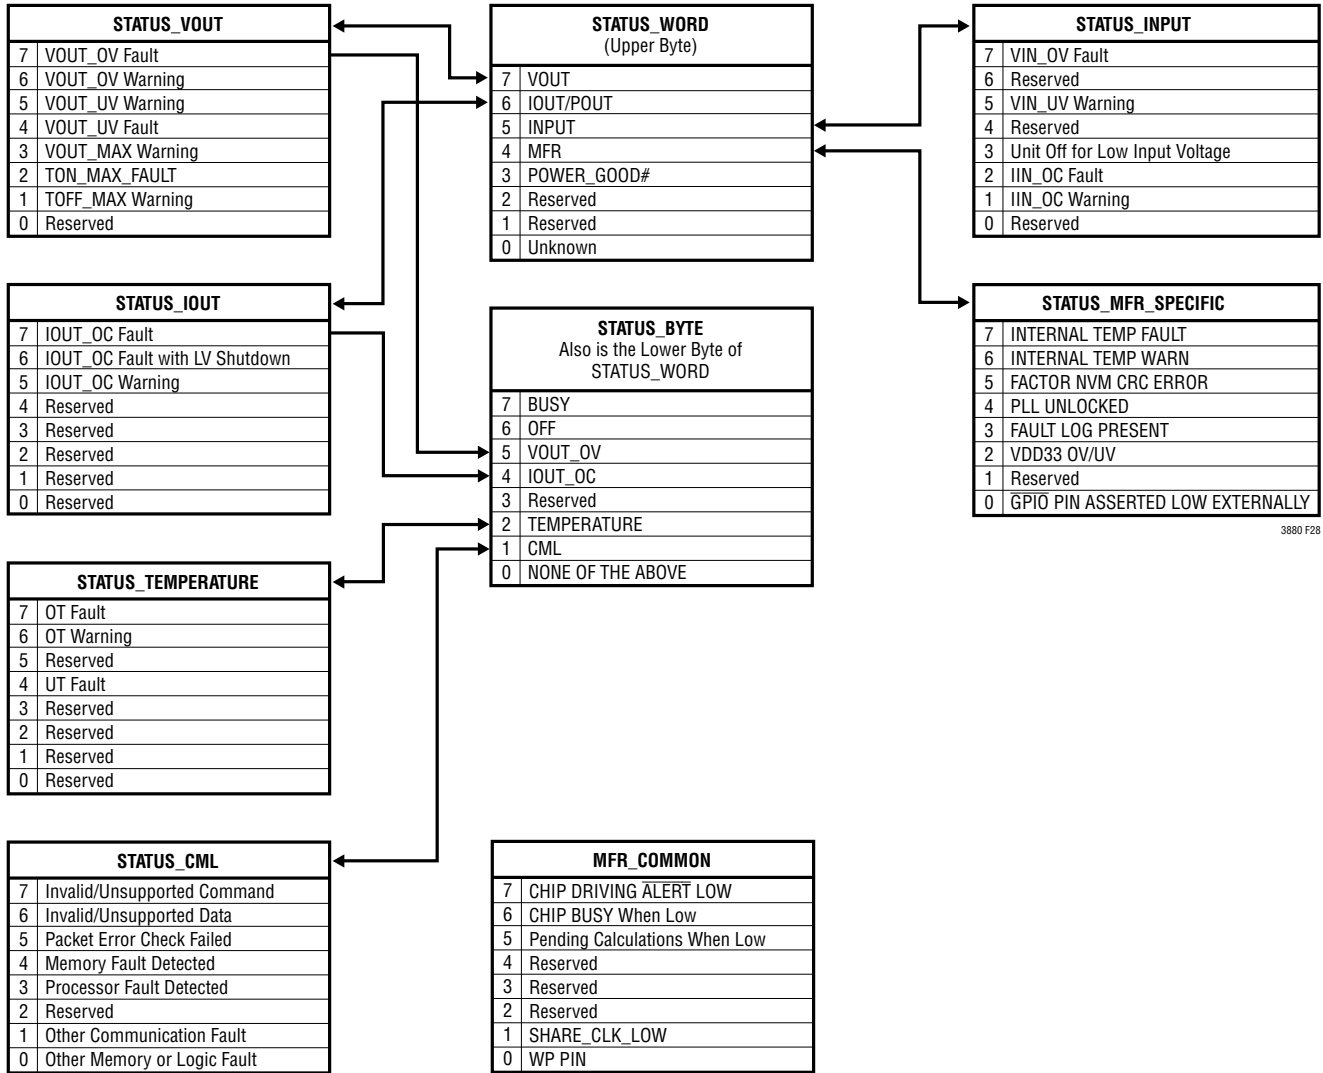 STATUS_VOUT
7 VOUT_OV Fault
6 VOUT_OV Warning
5 VOUT_UV Warning
4 VOUT_UV Fault
3 VOUT_MAX Warning
2 TON_MAX_FAULT
1 TOFF_MAX Warning
0 Reserved
STATUS_IOUT
7 IOUT_OC Fault
6 IOUT_OC Fault with LV Shutdown
5 IOUT_OC Warning
4 Reserved
3 Reserved
2 Reserved
1 Reserved
0 Reserved
STATUS_TEMPERATURE
7 OT Fault
6 OT Warning
5 Reserved
4 UT Fault
3 Reserved
2 Reserved
1 Reserved
0 Reserved
STATUS_CML
7 Invalid/Unsupported Command
6 Invalid/Unsupported Data
5 Packet Error Check Failed
4 Memory Fault Detected
3 Processor Fault Detected
2 Reserved
1 Other Communication Fault
0 Other Memory or Logic Fault
STATUS_WORD
(Upper Byte)
7 VOUT
6 IOUT/POUT
5 INPUT
4 MFR
3 POWER_GOOD#
2 Reserved
1 Reserved
0 Unknown
STATUS_BYTE
Also is the Lower Byte of
STATUS_WORD
7 BUSY
6 OFF
5 VOUT_OV
4 IOUT_OC
3 Reserved
2 TEMPERATURE
1 CML
0 NONE OF THE ABOVE
MFR_COMMON
7 CHIP DRIVING ALERT LOW
6 CHIP BUSY When Low
5 Pending Calculations When Low
4 Reserved
3 Reserved
2 Reserved
1 SHARE_CLK_LOW
0 WP PIN
STATUS_INPUT
7 VIN_OV Fault
6 Reserved
5 VIN_UV Warning
4 Reserved
3 Unit Off for Low Input Voltage
2 IIN_OC Fault
1 IIN_OC Warning
0 Reserved
STATUS_MFR_SPECIFIC
7 INTERNAL TEMP FAULT
6 INTERNAL TEMP WARN
5 FACTOR NVM CRC ERROR
4 PLL UNLOCKED
3 FAULT LOG PRESENT
2 VDD33 OV/UV
1 Reserved
0 GPIO PIN ASSERTED LOW EXTERNALLY
3880 F28